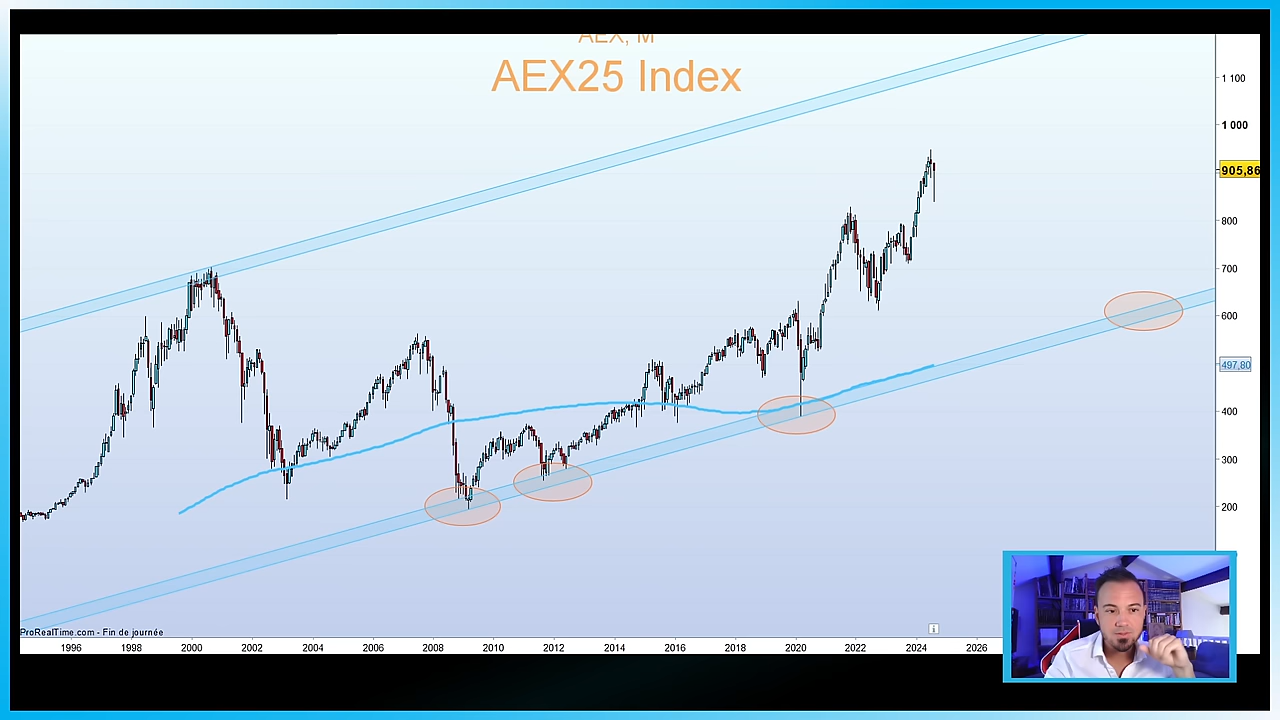 AEX, M
AEX25 Index
1 100
1 000
905,86
800
700
600
497,80
400
300
200
ProRealTime.com - Fin de journée
1996 1998 2000 2002 2004 2006 2008 2010 2012 2014 2016 2018 2020 2022 2024 2026